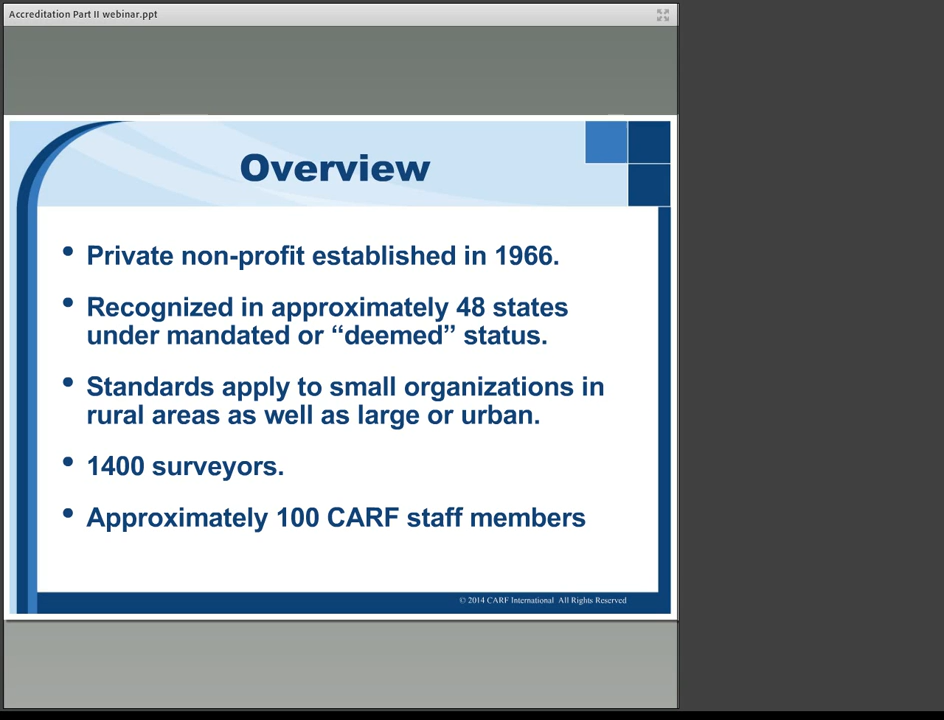 Accreditation Part II webinar.ppt
Overview
• Private non-profit established in 1966.
• Recognized in approximately 48 states
under mandated or “deemed” status.
• Standards apply to small organizations in
rural areas as well as large or urban.
• 1400 surveyors.
• Approximately 100 CARF staff members
© 2014 CARF International All Rights Reserved